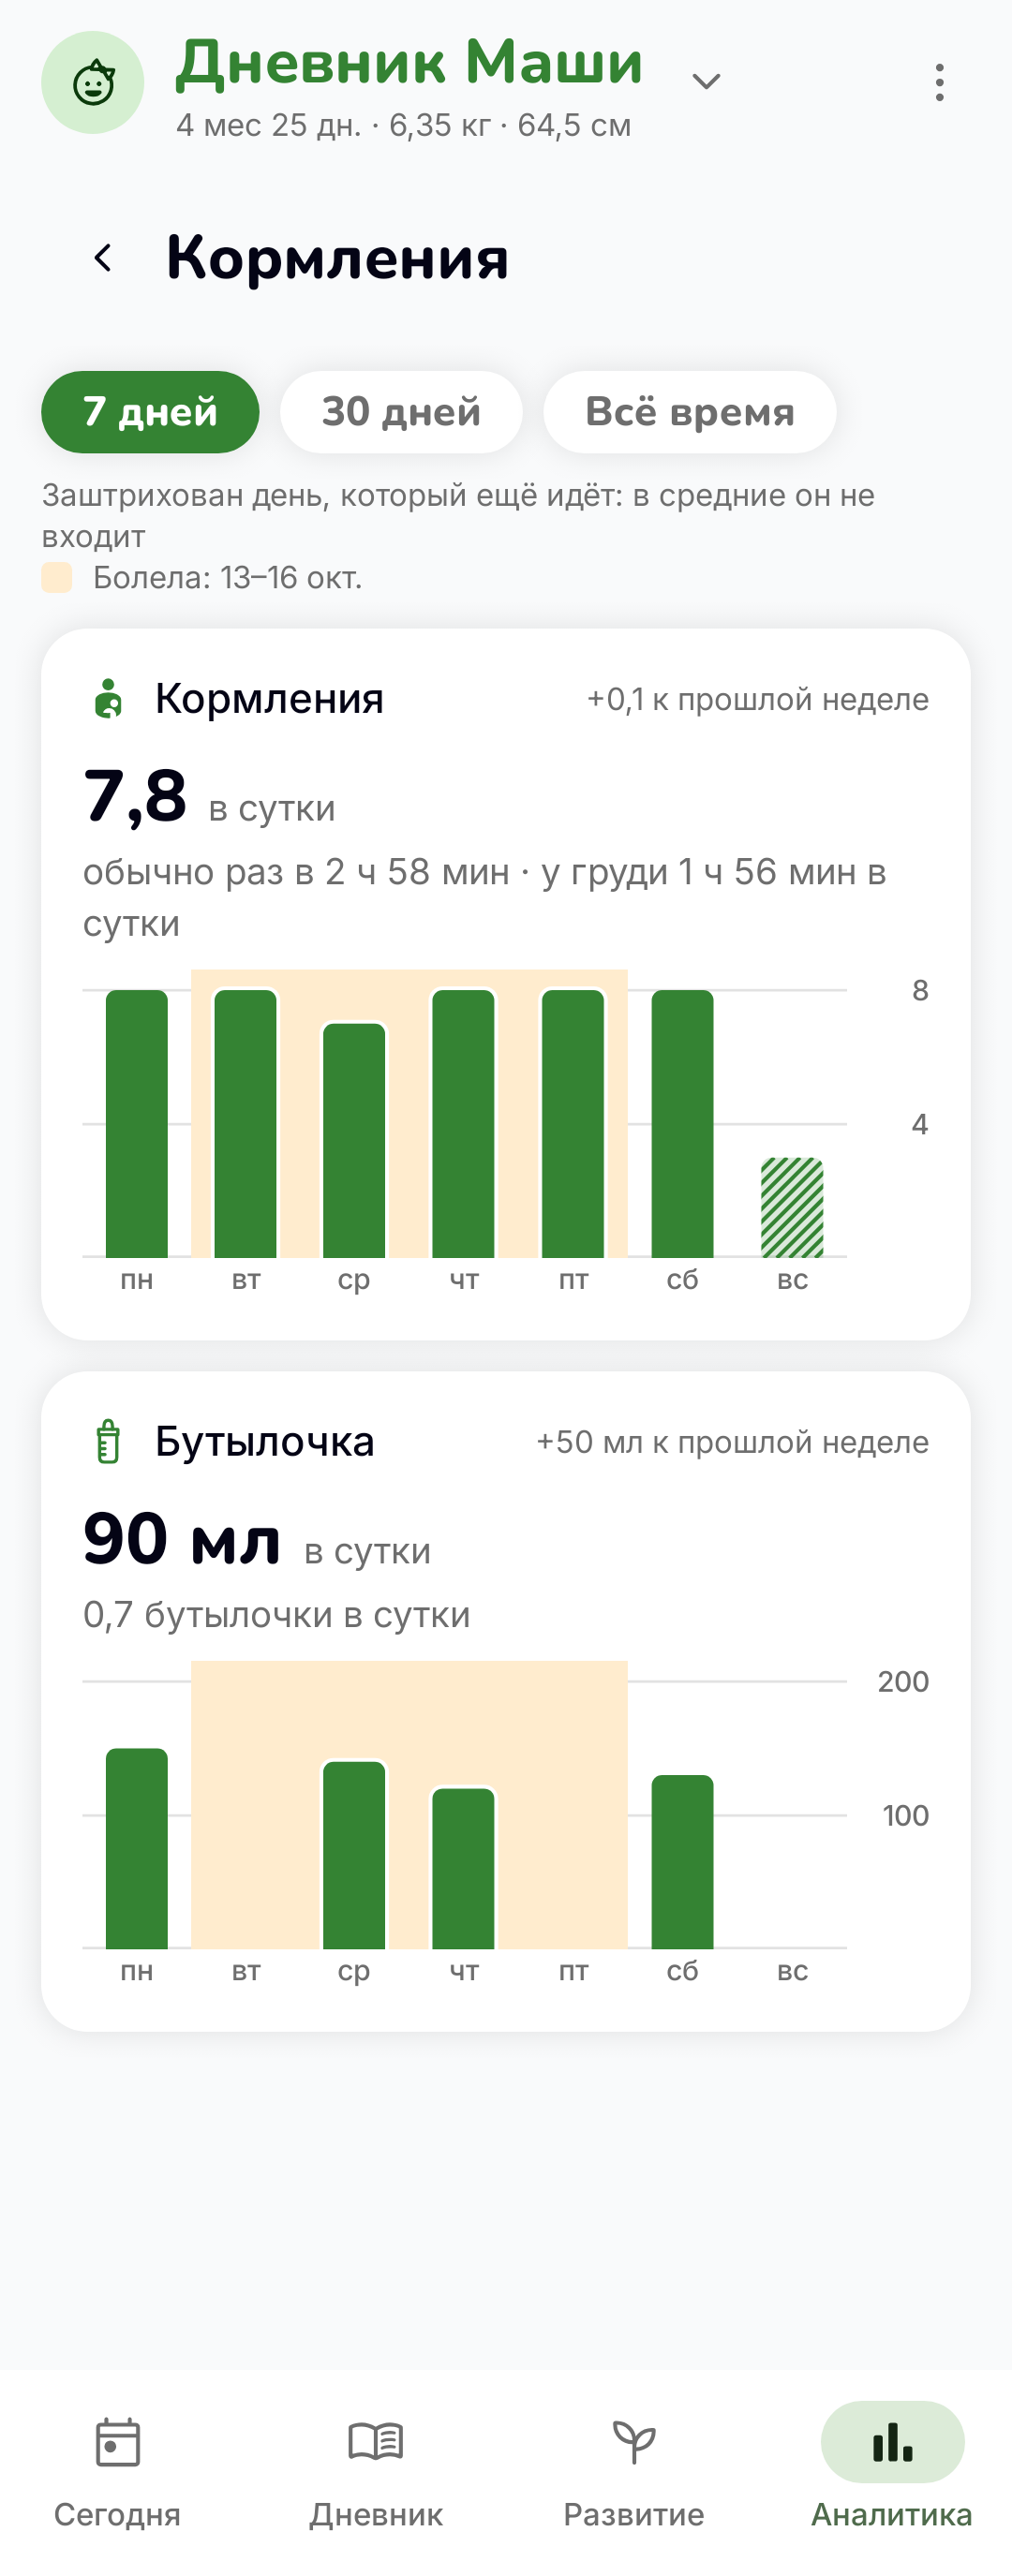 Дневник Маши
4 мес 25 дн. · 6,35 кг · 64,5 см
Кормления
7 дней
30 дней
Всё время
Заштрихован день, который ещё идёт: в средние он не
входит
Болела: 13–16 окт.
Кормления
+0,1 к прошлой неделе
7,8 в сутки
обычно раз в 2 ч 58 мин · у груди 1 ч 56 мин в
сутки
8
4
пн вт ср чт пт сб вс
Бутылочка
+50 мл к прошлой неделе
90 мл в сутки
0,7 бутылочки в сутки
200
100
пн вт ср чт пт сб вс
Сегодня
Дневник
Развитие
Аналитика